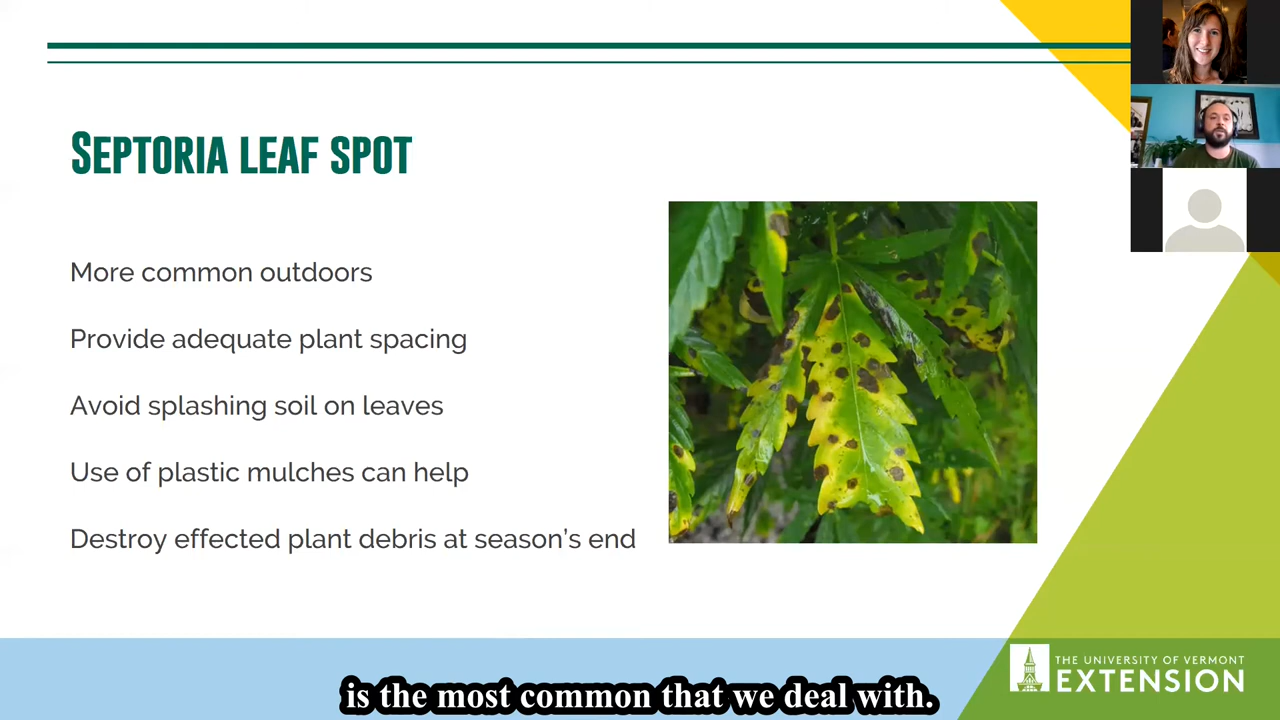 SEPTORIA LEAF SPOT
More common outdoors
Provide adequate plant spacing
Avoid splashing soil on leaves
Use of plastic mulches can help
Destroy effected plant debris at season's end
THE UNIVERSITY OF VERMONT
EXTENSION
is the most common that we deal with.